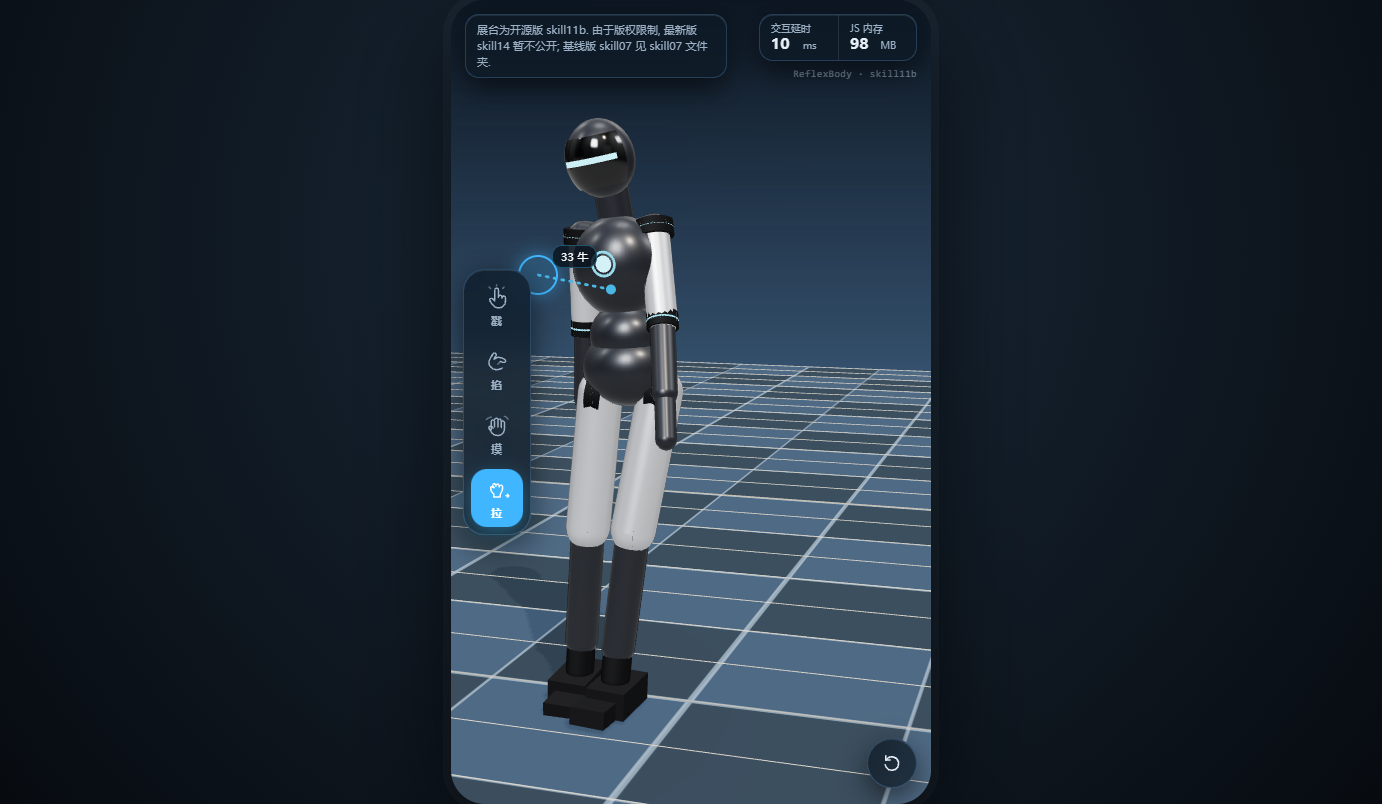 展台为开源版 skill11b. 由于版权限制, 最新版
skill14 暂不公开; 基线版 skill07 见 skill07 文件
夹.
交互延时
10 ms
JS 内存
98 MB
ReflexBody · skill11b
33 牛
戳
掐
摸
拉